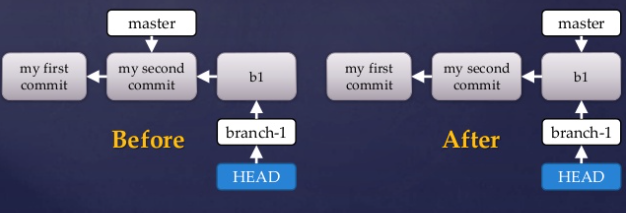 master
my first
commit
my second
commit
b1
Before
branch-1
HEAD
master
my first
commit
my second
commit
b1
After
branch-1
HEAD